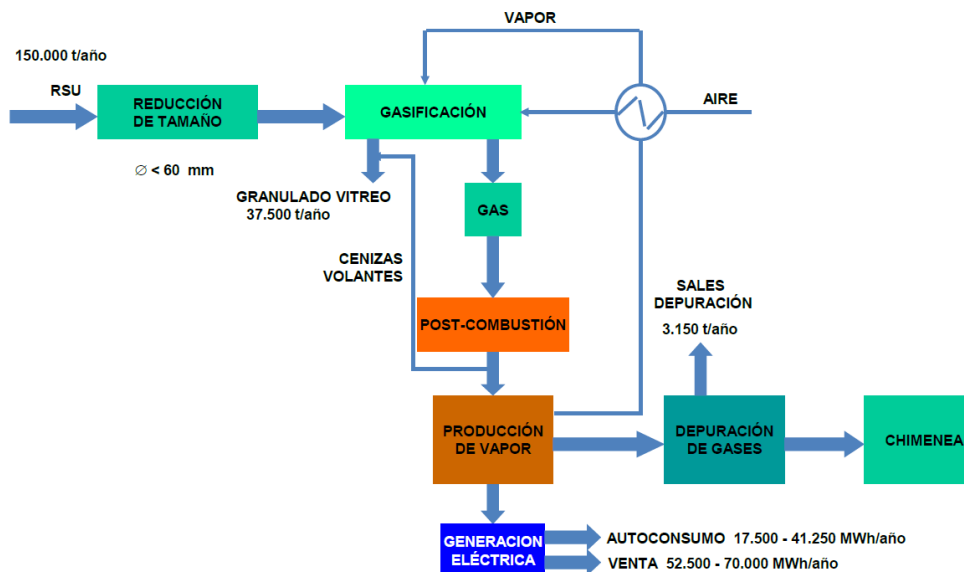 VAPOR
150.000 t/año
RSU
REDUCCIÓN
DE TAMAÑO
GASIFICACIÓN
AIRE
∅ < 60 mm
GRANULADO VITREO
37.500 t/año
GAS
CENIZAS
VOLANTES
SALES
DEPURACIÓN
3.150 t/año
POST-COMBUSTIÓN
PRODUCCIÓN
DE VAPOR
DEPURACIÓN
DE GASES
CHIMENEA
GENERACION
ELÉCTRICA
AUTOCONSUMO 17.500 - 41.250 MWh/año
VENTA 52.500 - 70.000 MWh/año